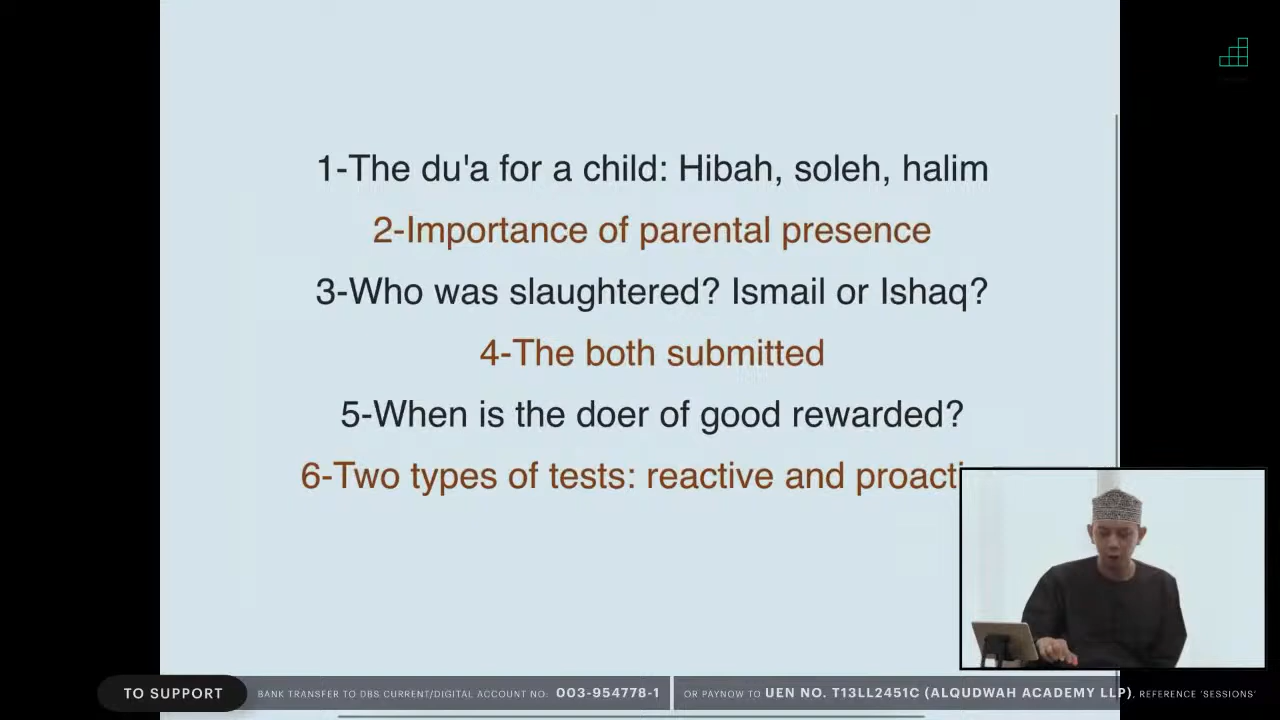 1-The du'a for a child: Hibah, soleh, halim
2-Importance of parental presence
3-Who was slaughtered? Ismail or Ishaq?
4-The both submitted
5-When is the doer of good rewarded?
6-Two types of tests: reactive and proacti
TO SUPPORT
BANK TRANSFER TO DBS CURRENT/DIGITAL ACCOUNT NO: 003-954778-1
OR PAYNOW TO UEN NO. T13LL2451C (ALQUDWAH ACADEMY LLP), REFERENCE 'SESSIONS'